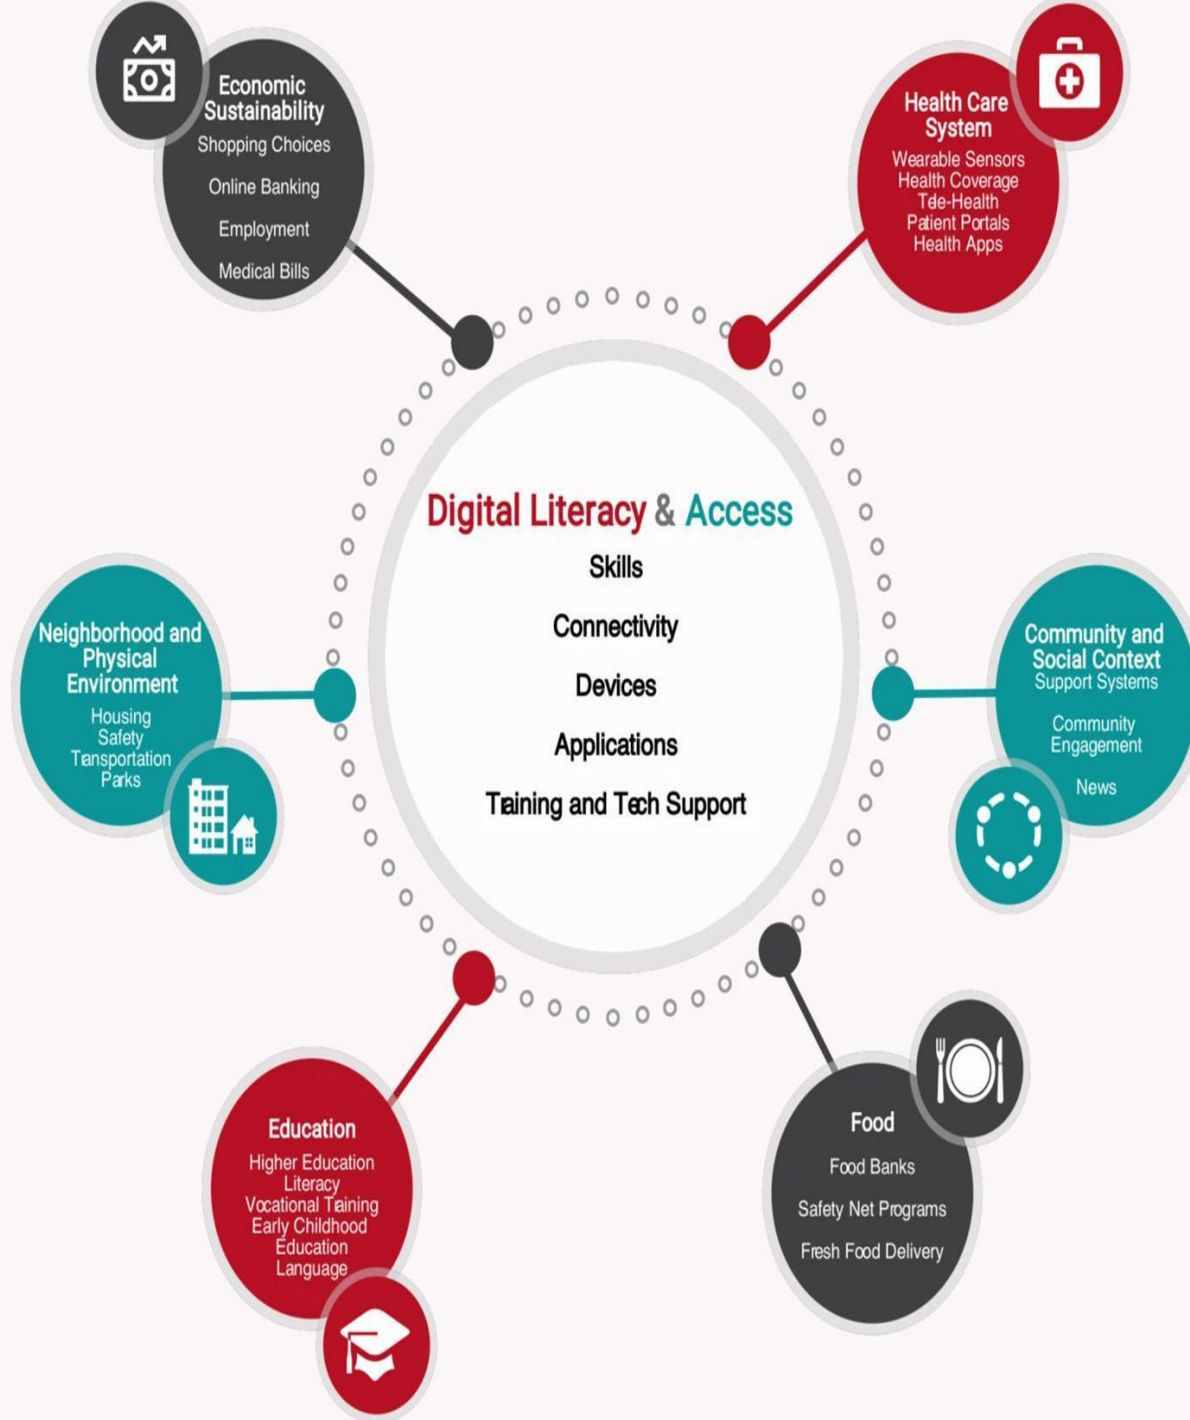 Economic
Sustainability
Shopping Choices
Online Banking
Employment
Medical Bills
Health Care
System
Wearable Sensors
Health Coverage
Tele-Health
Patient Portals
Health Apps
Digital Literacy & Access
Skills
Connectivity
Devices
Applications
Training and Tech Support
Neighborhood and
Physical
Environment
Housing
Safety
Transportation
Parks
Community and
Social Context
Support Systems
Community
Engagement
News
Education
Higher Education
Literacy
Vocational Training
Early Childhood
Education
Language
Food
Food Banks
Safety Net Programs
Fresh Food Delivery